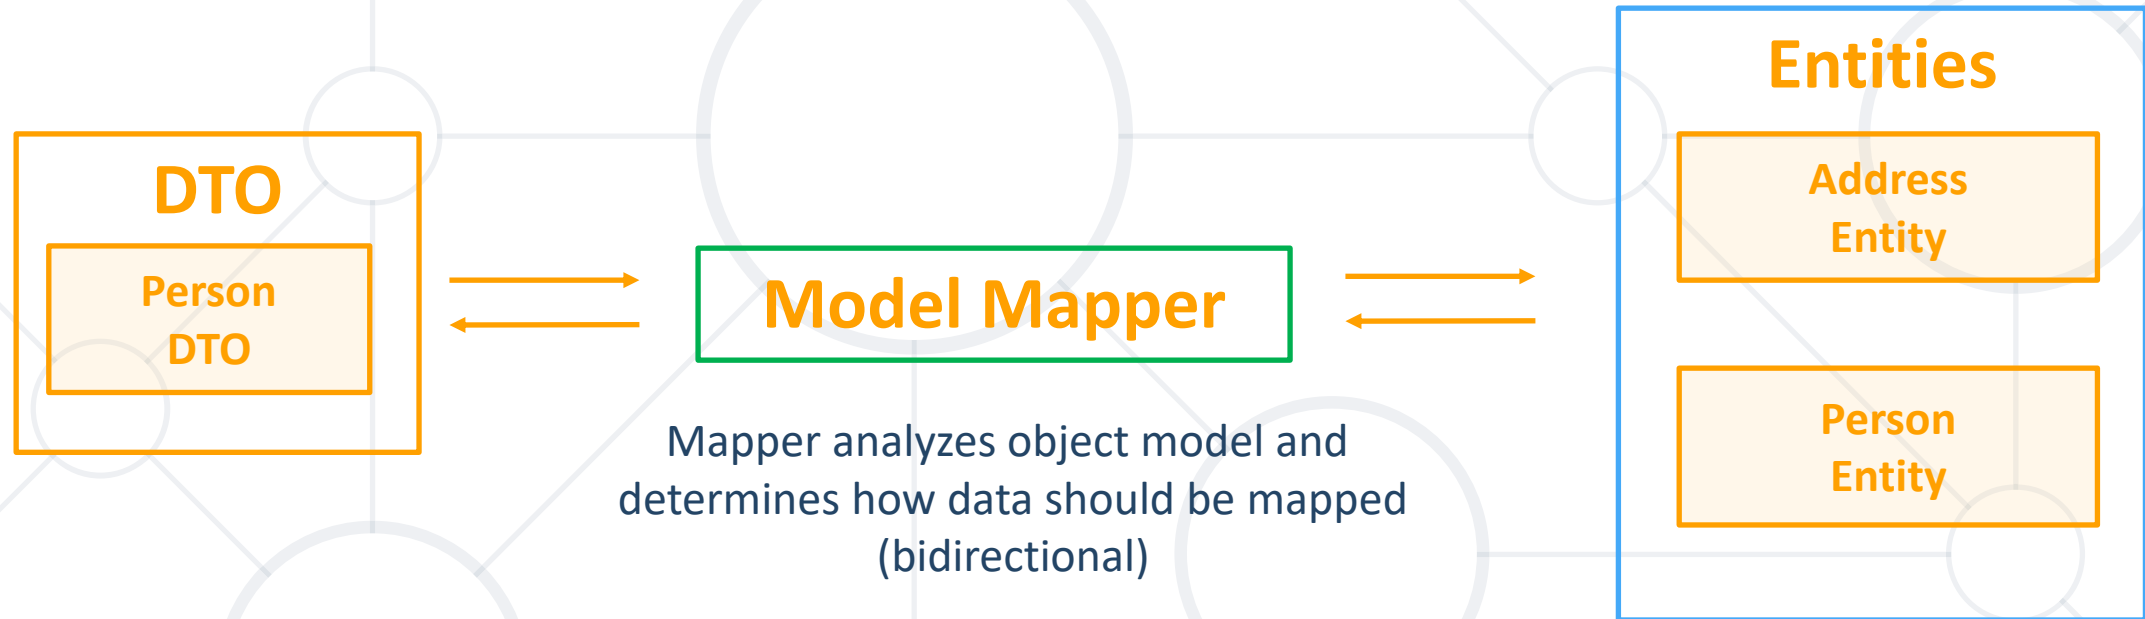 DTO
Person
DTO
Model Mapper
Mapper analyzes object model and
determines how data should be mapped
(bidirectional)
Entities
Address
Entity
Person
Entity